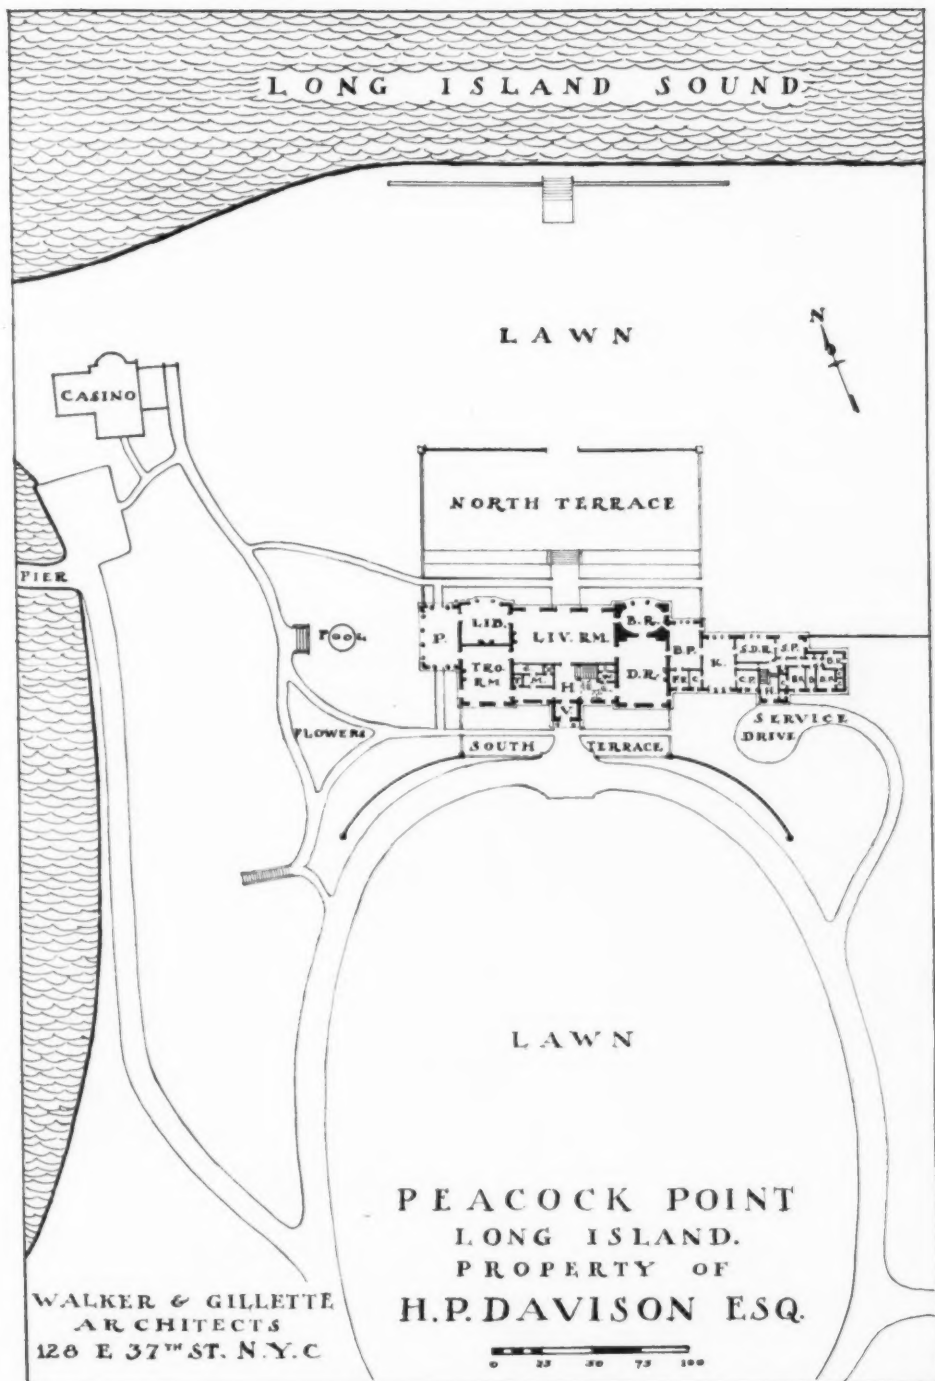 LONG ISLAND SOUND
LAWN
N
CASINO
NORTH TERRACE
PIER
POOL
P.
LIB.
LIV. RM.
B.R.
B.P.
K.
S.D.R.
S.P.
TRO.
RM.
M.
H.
D.R.
C.P.
H.
V.
FLOWERS
SOUTH TERRACE
SERVICE
DRIVE
LAWN
PEACOCK POINT
LONG ISLAND.
PROPERTY OF
H.P. DAVISON ESQ.
WALKER & GILLETTE
ARCHITECTS
128 E 37TH ST. N.Y.C
0 25 50 75 100